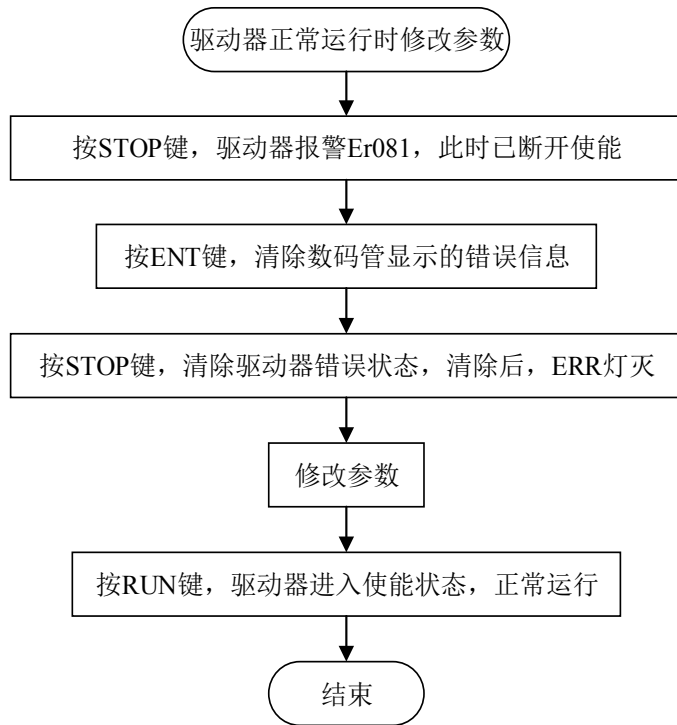 驱动器正常运行时修改参数
按STOP键，驱动器报警Er081，此时已断开使能
按ENT键，清除数码管显示的错误信息
按STOP键，清除驱动器错误状态，清除后，ERR灯灭
修改参数
按RUN键，驱动器进入使能状态，正常运行
结束